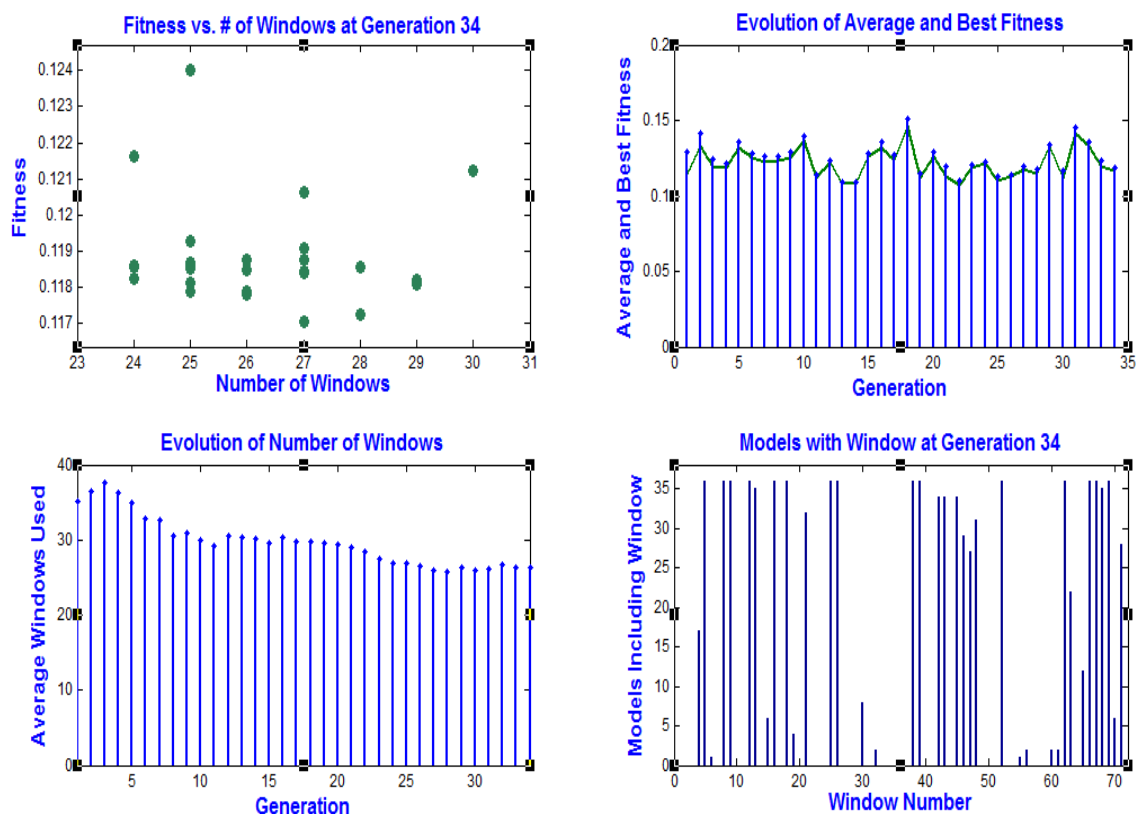 Fitness vs. # of Windows at Generation 34
Fitness
0.124
0.123
0.122
0.121
0.12
0.119
0.118
0.117
23 24 25 26 27 28 29 30 31
Number of Windows
Evolution of Average and Best Fitness
Average and Best Fitness
0.2
0.15
0.1
0.05
0
0 5 10 15 20 25 30 35
Generation
Evolution of Number of Windows
Average Windows Used
40
30
20
10
0
5 10 15 20 25 30
Generation
Models with Window at Generation 34
Models Including Window
35
30
25
20
15
10
5
0
0 10 20 30 40 50 60 70
Window Number